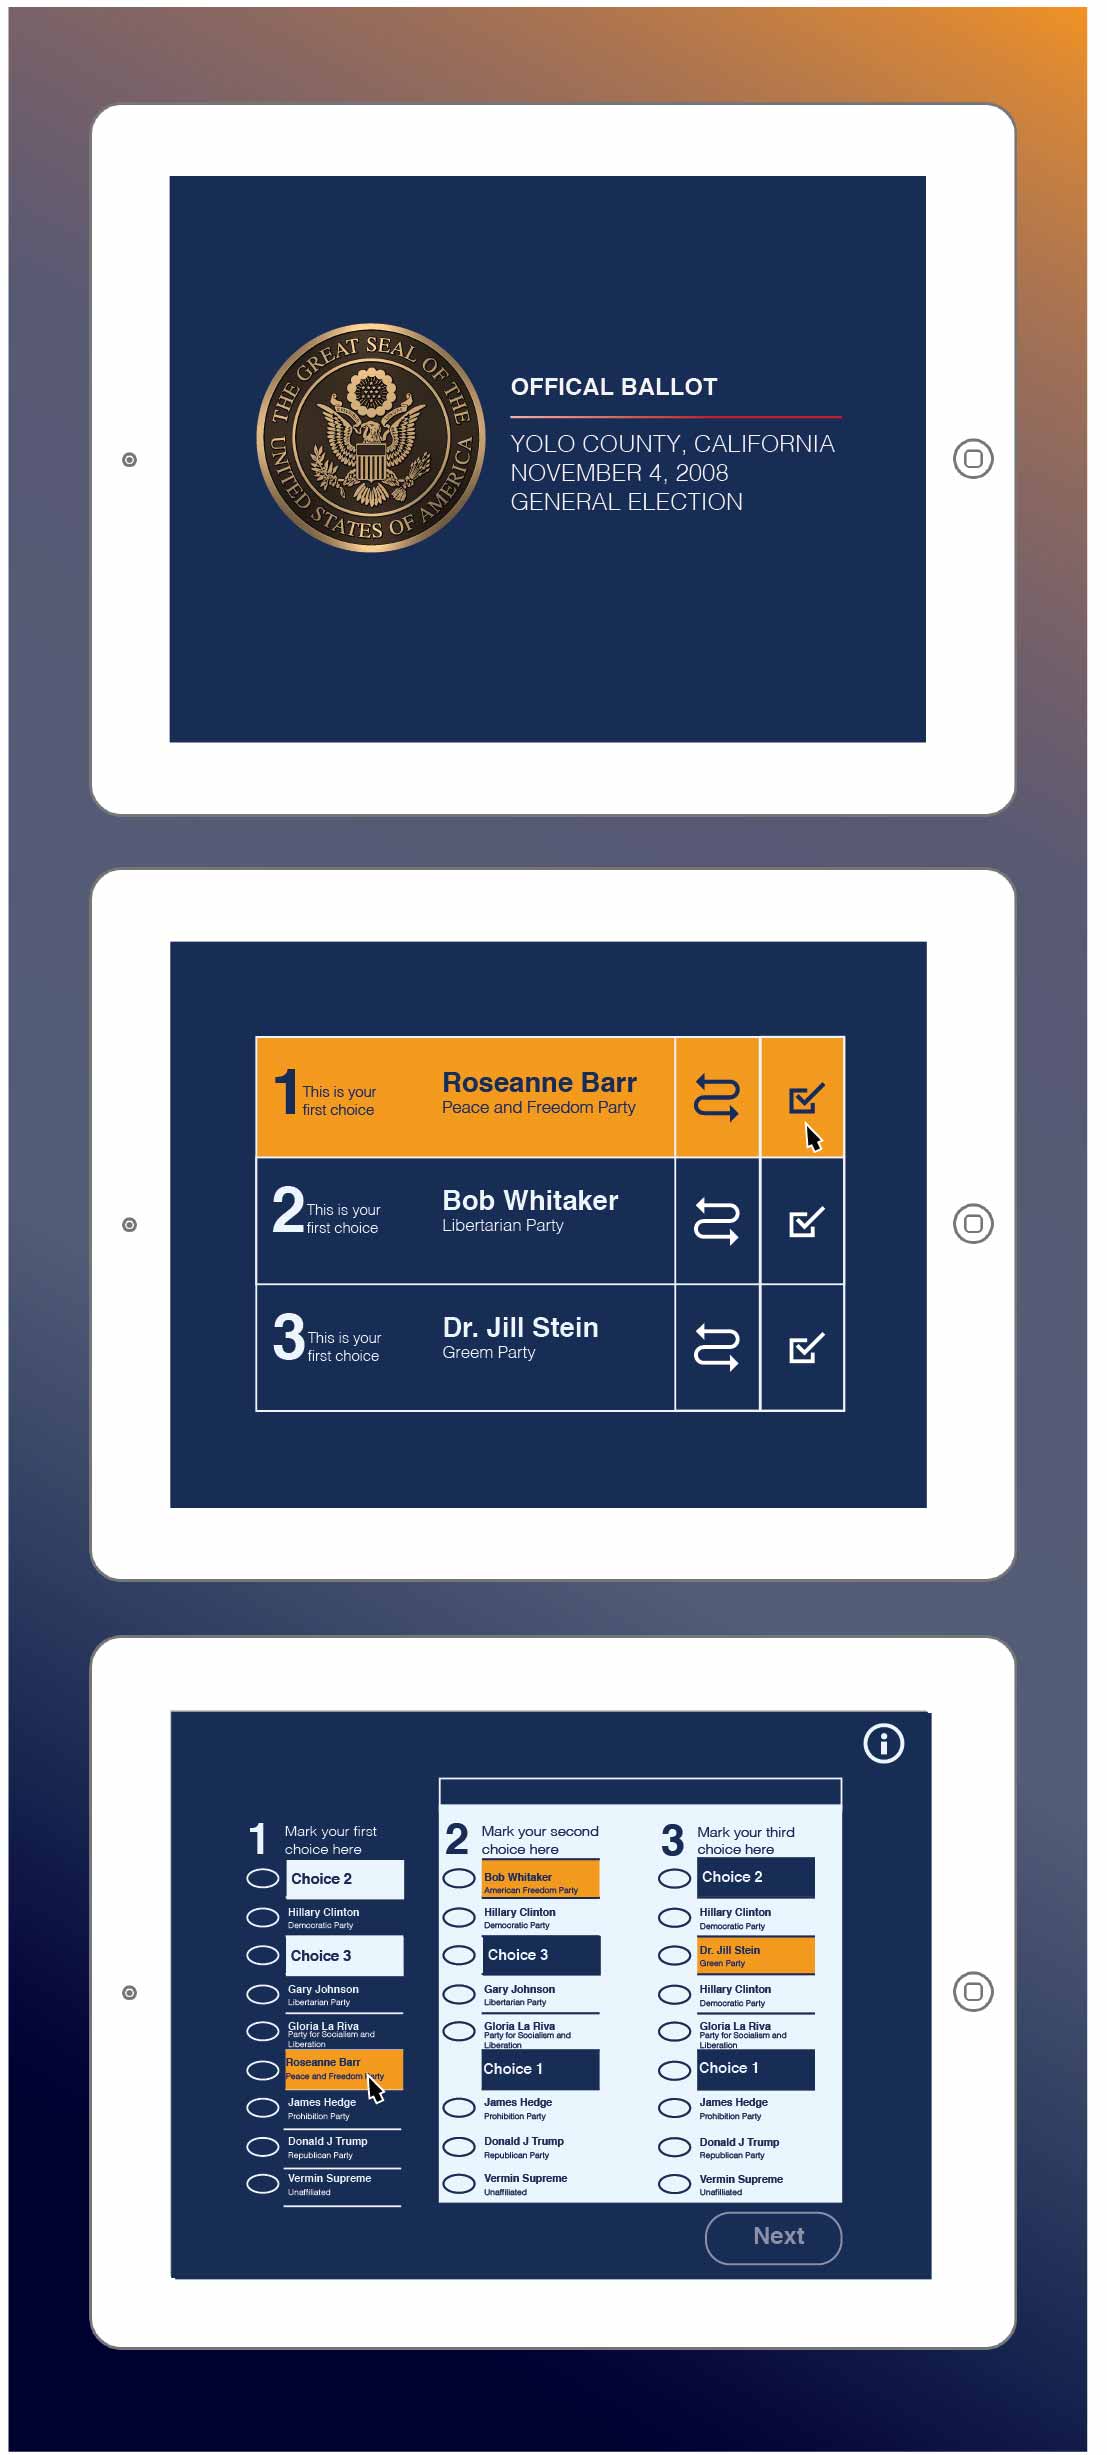 THE GREAT SEAL OF THE
UNITED STATES OF AMERICA
OFFICAL BALLOT
YOLO COUNTY, CALIFORNIA
NOVEMBER 4, 2008
GENERAL ELECTION
1 This is your
first choice
Roseanne Barr
Peace and Freedom Party
2 This is your
first choice
Bob Whitaker
Libertarian Party
3 This is your
first choice
Dr. Jill Stein
Greem Party
i
1 Mark your first
choice here
Choice 2
Hillary Clinton
Democratic Party
Choice 3
Gary Johnson
Libertarian Party
Gloria La Riva
Party for Socialism and
Liberation
Roseanne Barr
Peace and Freedom Party
James Hedge
Prohibition Party
Donald J Trump
Republican Party
Vermin Supreme
Unaffiliated
2 Mark your second
choice here
Bob Whitaker
American Freedom Party
Hillary Clinton
Democratic Party
Choice 3
Gary Johnson
Libertarian Party
Gloria La Riva
Party for Socialism and
Liberation
Choice 1
James Hedge
Prohibition Party
Donald J Trump
Republican Party
Vermin Supreme
Unaffiliated
3 Mark your third
choice here
Choice 2
Hillary Clinton
Democratic Party
Dr. Jill Stein
Green Party
Hillary Clinton
Democratic Party
Gloria La Riva
Party for Socialism and
Liberation
Choice 1
James Hedge
Prohibition Party
Donald J Trump
Republican Party
Vermin Supreme
Unaffiliated
Next